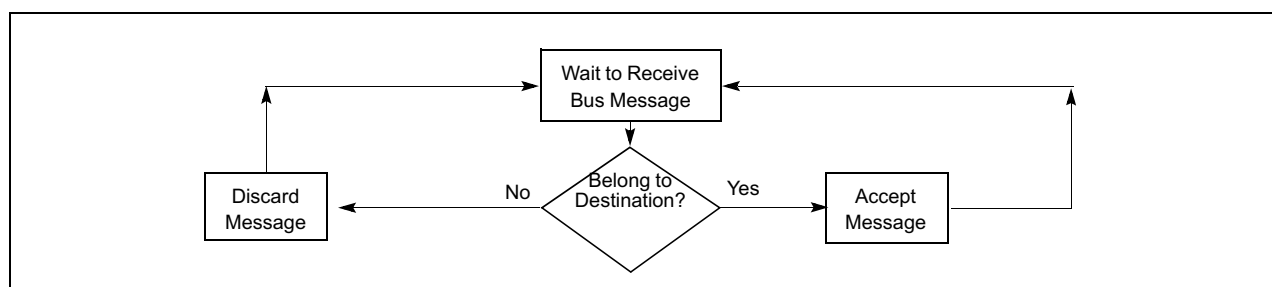 Wait to Receive
Bus Message
Belong to
Destination?
No
Yes
Discard
Message
Accept
Message